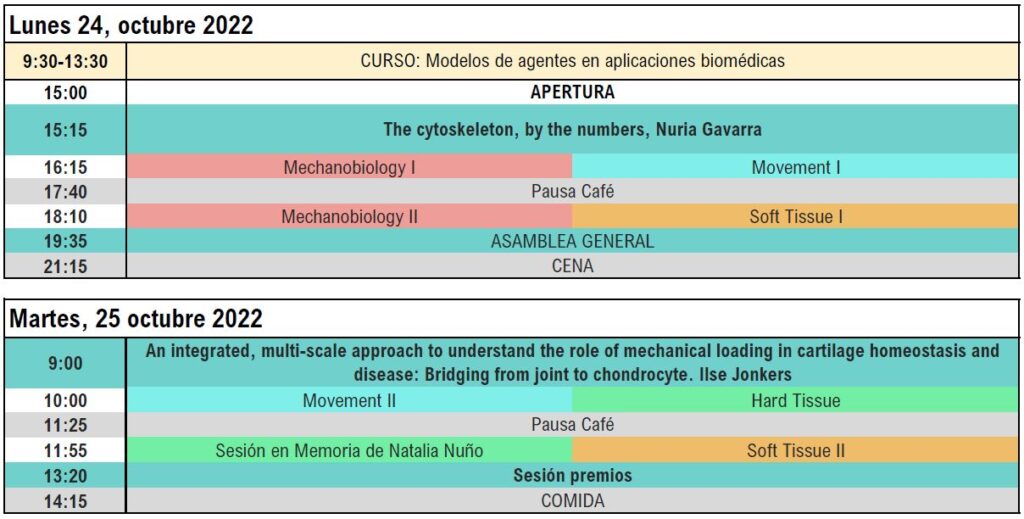 Lunes 24, octubre 2022
9:30-13:30 CURSO: Modelos de agentes en aplicaciones biomédicas
15:00 APERTURA
15:15 The cytoskeleton, by the numbers, Nuria Gavarra
16:15 Mechanobiology I Movement I
17:40 Pausa Café
18:10 Mechanobiology II Soft Tissue I
19:35 ASAMBLEA GENERAL
21:15 CENA
Martes, 25 octubre 2022
9:00 An integrated, multi-scale approach to understand the role of mechanical loading in cartilage homeostasis and
disease: Bridging from joint to chondrocyte. Ilse Jonkers
10:00 Movement II Hard Tissue
11:25 Pausa Café
11:55 Sesión en Memoria de Natalia Nuño Soft Tissue II
13:20 Sesión premios
14:15 COMIDA